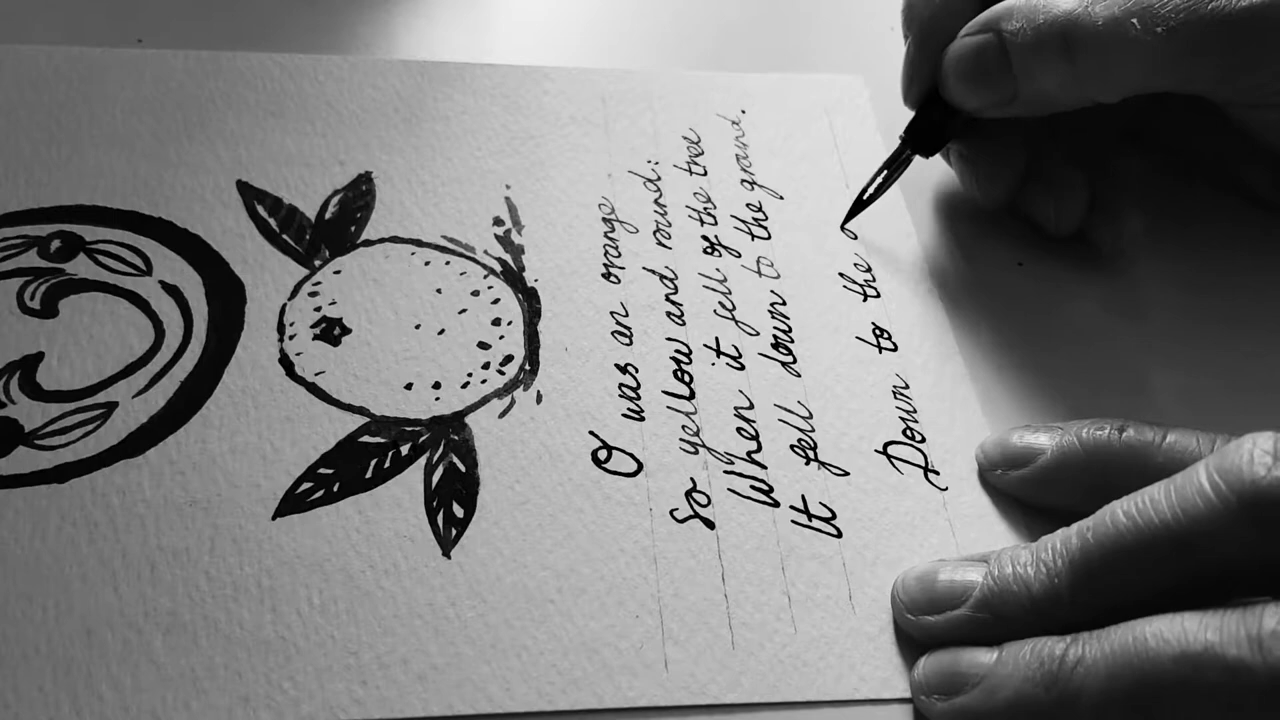 O was an orange
So yellow and round:
When it fell of the tree
It fell down to the ground.
Down to the